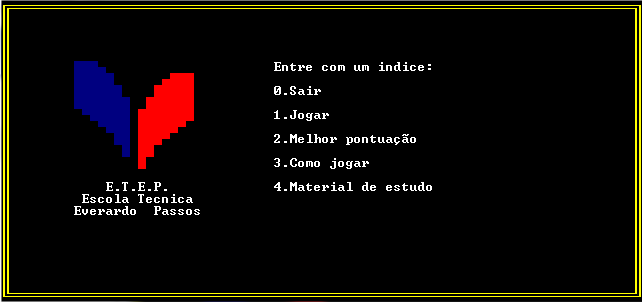 Entre com um indice:
0.Sair
1.Jogar
2.Melhor pontuação
3.Como jogar
4.Material de estudo
E.T.E.P.
Escola Tecnica
Everardo  Passos